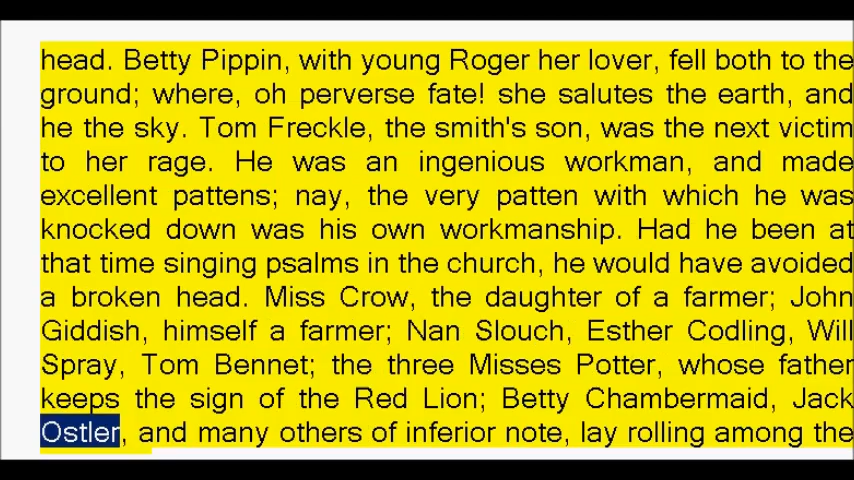 head. Betty Pippin, with young Roger her lover, fell both to the
ground; where, oh perverse fate! she salutes the earth, and
he the sky. Tom Freckle, the smith's son, was the next victim
to her rage. He was an ingenious workman, and made
excellent pattens; nay, the very patten with which he was
knocked down was his own workmanship. Had he been at
that time singing psalms in the church, he would have avoided
a broken head. Miss Crow, the daughter of a farmer; John
Giddish, himself a farmer; Nan Slouch, Esther Codling, Will
Spray, Tom Bennet; the three Misses Potter, whose father
keeps the sign of the Red Lion; Betty Chambermaid, Jack
Ostler, and many others of inferior note, lay rolling among the